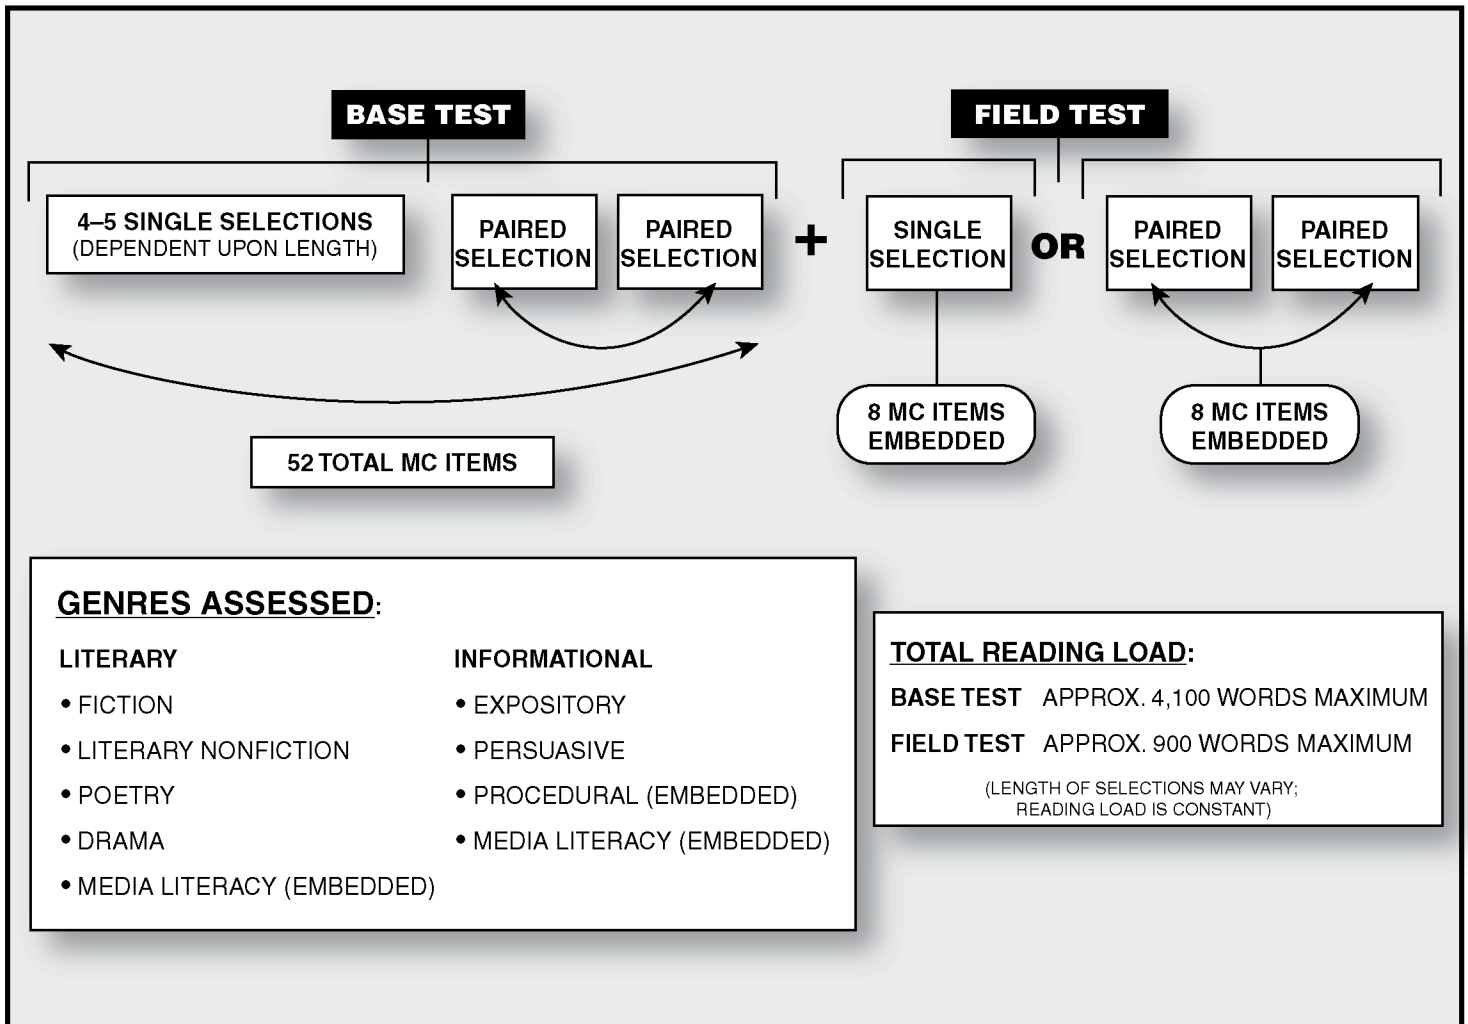 BASE TEST
FIELD TEST
4–5 SINGLE SELECTIONS
(DEPENDENT UPON LENGTH)
PAIRED
SELECTION
PAIRED
SELECTION
+
SINGLE
SELECTION
OR
PAIRED
SELECTION
PAIRED
SELECTION
8 MC ITEMS
EMBEDDED
8 MC ITEMS
EMBEDDED
52 TOTAL MC ITEMS
GENRES ASSESSED:
LITERARY
• FICTION
• LITERARY NONFICTION
• POETRY
• DRAMA
• MEDIA LITERACY (EMBEDDED)
INFORMATIONAL
• EXPOSITORY
• PERSUASIVE
• PROCEDURAL (EMBEDDED)
• MEDIA LITERACY (EMBEDDED)
TOTAL READING LOAD:
BASE TEST APPROX. 4,100 WORDS MAXIMUM
FIELD TEST APPROX. 900 WORDS MAXIMUM
(LENGTH OF SELECTIONS MAY VARY;
READING LOAD IS CONSTANT)